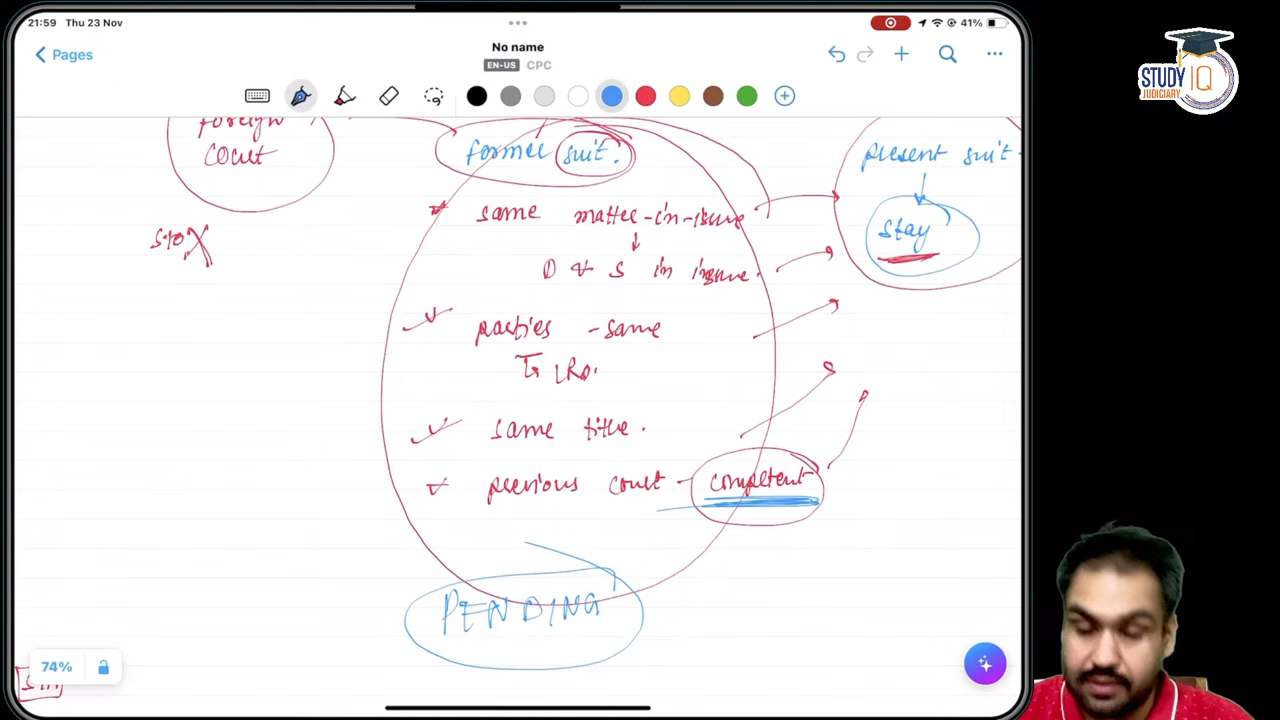 21:59 Thu 23 Nov
41%
Pages
No name
EN-US CPC
STUDY IQ
JUDICIARY
foreign
court
former suit.
present suit.
stay
same matter-in-issue
D & S in issue.
parties - same
LRs.
same title.
previous court - competent
PENDING
74%